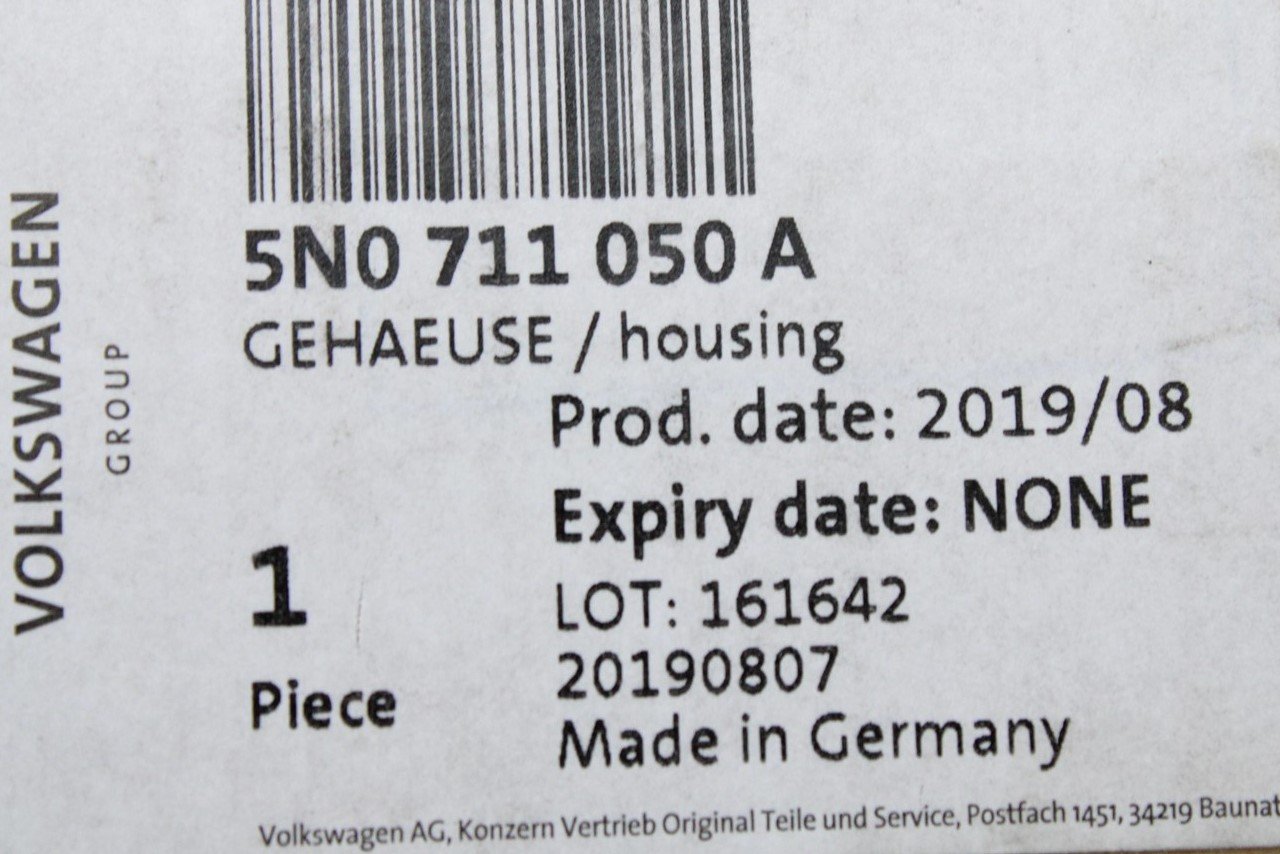 VOLKSWAGEN
GROUP
5N0 711 050 A
GEHAEUSE / housing
Prod. date: 2019/08
Expiry date: NONE
1
Piece
LOT: 161642
20190807
Made in Germany
Volkswagen AG, Konzern Vertrieb Original Teile und Service, Postfach 1451, 34219 Baunat